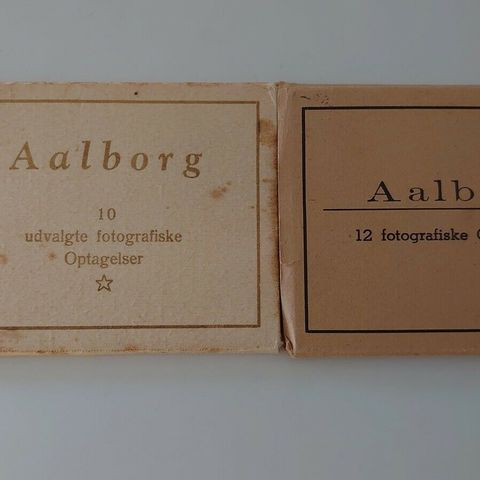 Aalborg
10
udvalgte fotografiske
Optagelser
Aalb
12 fotografiske